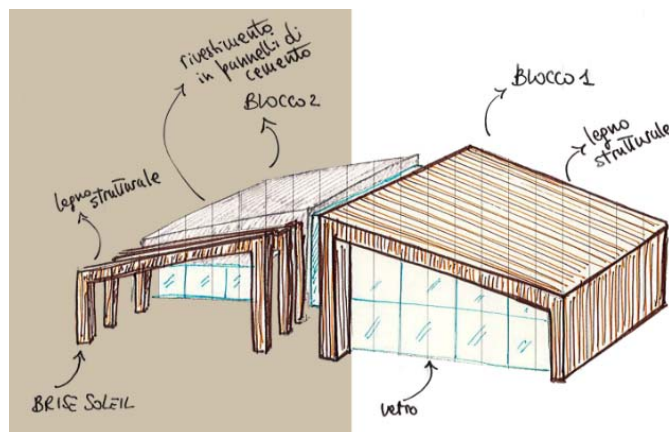 rivestimento
in pannelli di
cemento
BLOCCO 2
BLOCCO 1
legno
strutturale
legno
strutturale
BRISE SOLEIL
vetro